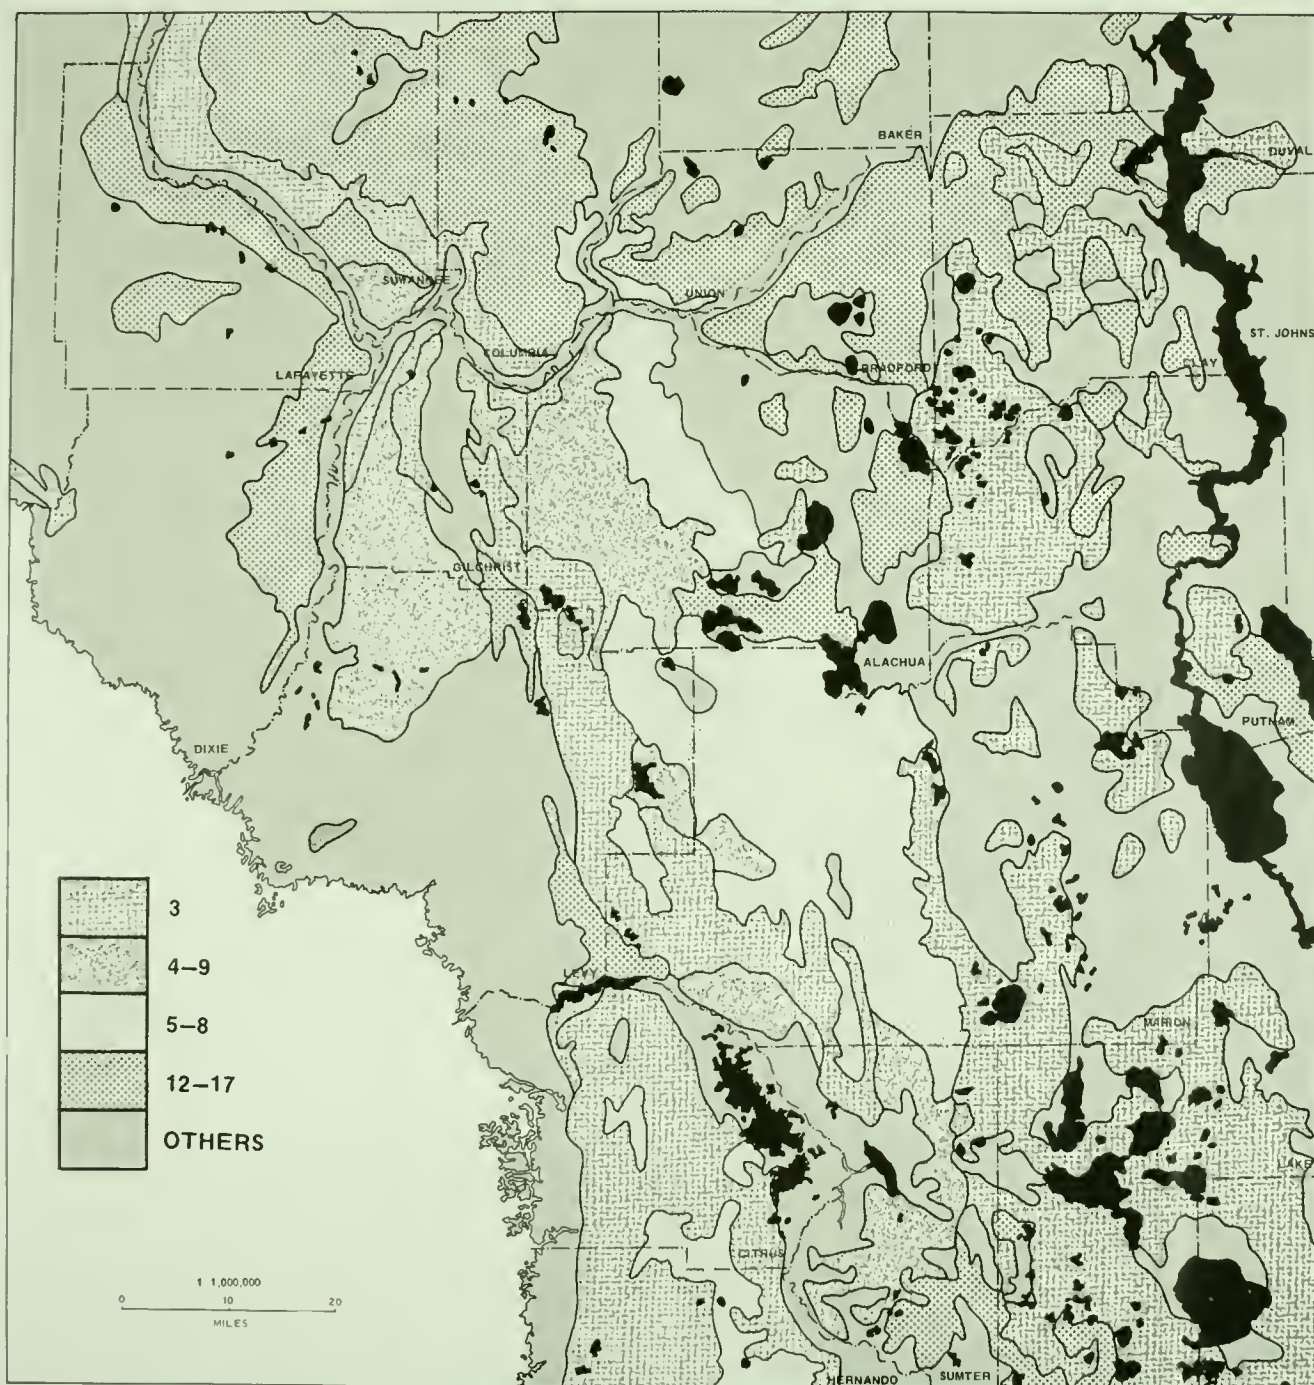 BAKER
DUVAL
SUWANNEE
UNION
ST. JOHNS
COLUMBIA
LAFAYETTE
BRADFORD
CLAY
GILCHRIST
ALACHUA
PUTNAM
DIXIE
3
4–9
LEVY
5–8
MARION
12–17
OTHERS
LAKE
CITRUS
1 1,000,000
0 10 20
MILES
HERNANDO
SUMTER